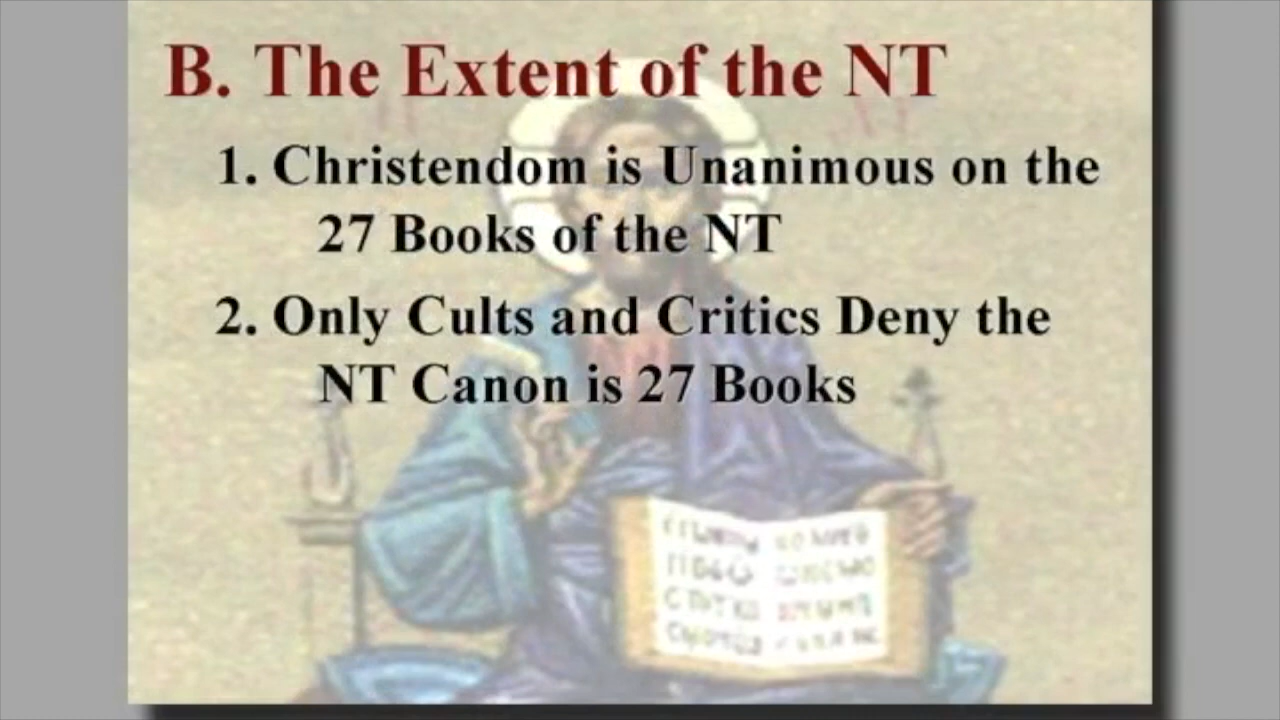 B. The Extent of the NT
1. Christendom is Unanimous on the
27 Books of the NT
2. Only Cults and Critics Deny the
NT Canon is 27 Books